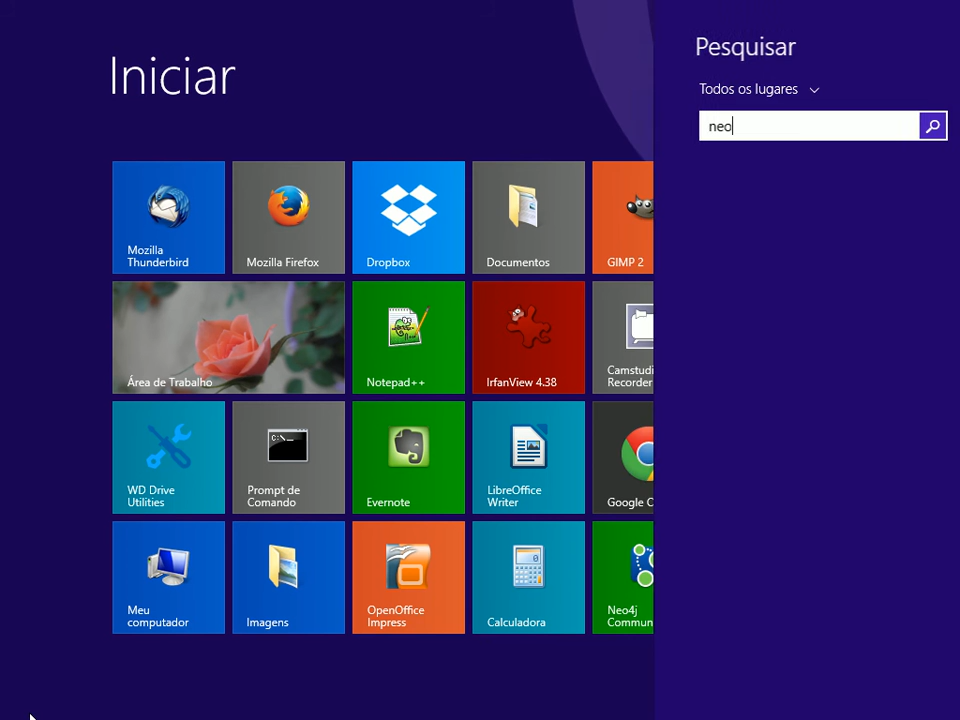 Iniciar
Pesquisar
Todos os lugares
neo
Mozilla
Thunderbird
Mozilla Firefox
Dropbox
Documentos
GIMP 2
Área de Trabalho
Notepad++
IrfanView 4.38
Camstudi
Recorder
WD Drive
Utilities
C:\_
Prompt de
Comando
Evernote
LibreOffice
Writer
Google C
Meu
computador
Imagens
OpenOffice
Impress
0
Calculadora
Neo4j
Commun